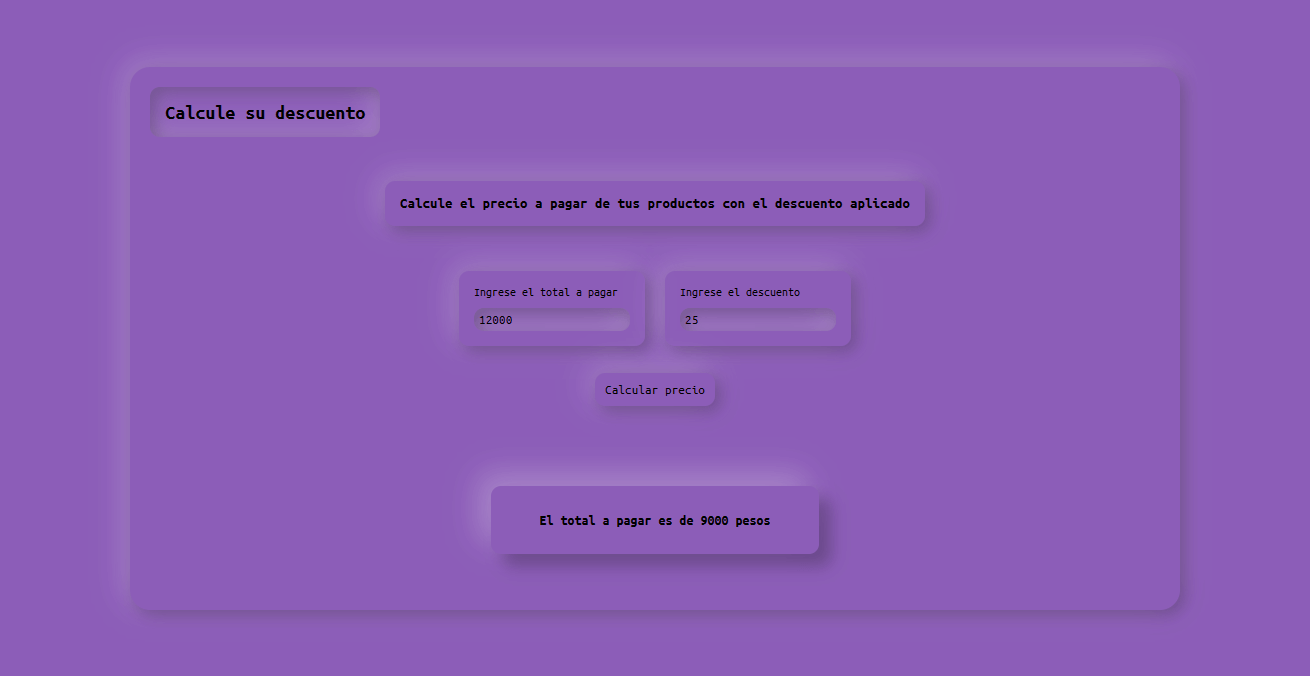 Calcule su descuento
Calcule el precio a pagar de tus productos con el descuento aplicado
Ingrese el total a pagar
Ingrese el descuento
12000
25
Calcular precio
El total a pagar es de 9000 pesos